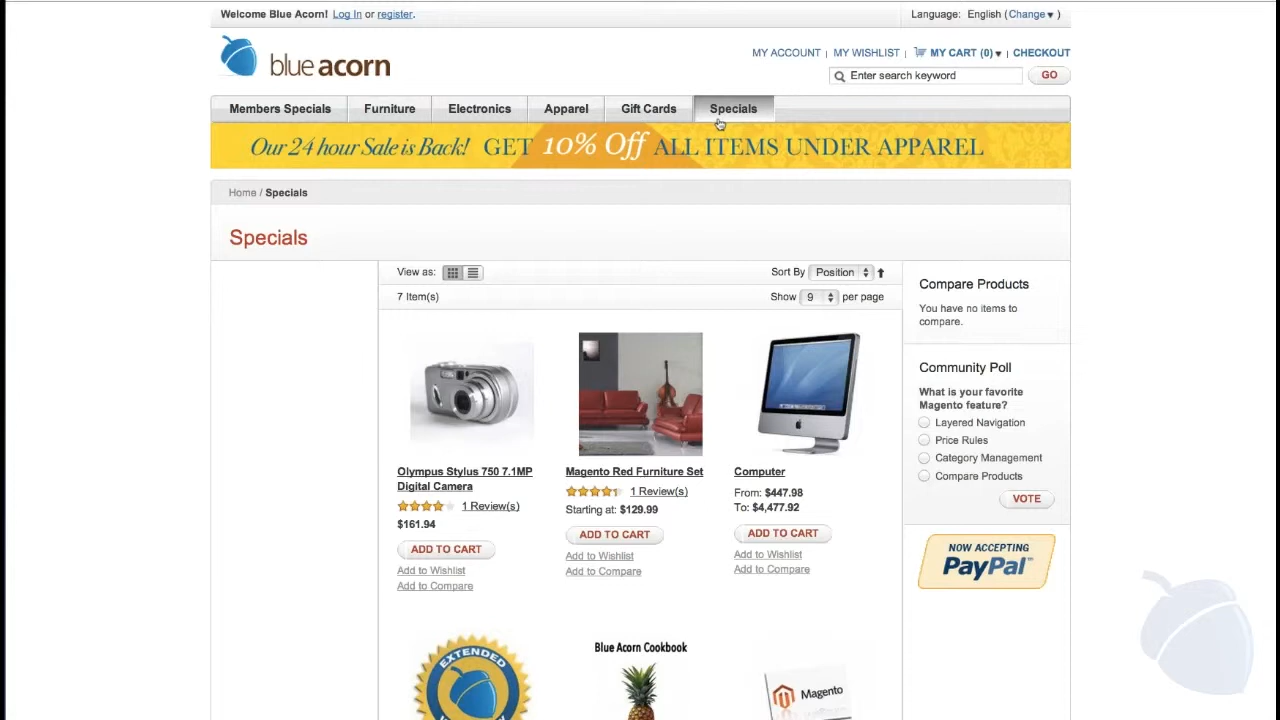 Welcome Blue Acorn! Log In or register.
Language: English (Change ▾ )
blue acorn
MY ACCOUNT | MY WISHLIST | MY CART (0) ▾ | CHECKOUT
Enter search keyword GO
Members Specials Furniture Electronics Apparel Gift Cards Specials
Our 24 hour Sale is Back! GET 10% Off ALL ITEMS UNDER APPAREL
Home / Specials
Specials
View as: Sort By Position
7 Item(s) Show 9 per page
Olympus Stylus 750 7.1MP
Digital Camera
1 Review(s)
$161.94
ADD TO CART
Add to Wishlist
Add to Compare
Magento Red Furniture Set
1 Review(s)
Starting at: $129.99
ADD TO CART
Add to Wishlist
Add to Compare
Computer
From: $447.98
To: $4,477.92
ADD TO CART
Add to Wishlist
Add to Compare
EXTENDED
Blue Acorn Cookbook
Magento
Compare Products
You have no items to
compare.
Community Poll
What is your favorite
Magento feature?
Layered Navigation
Price Rules
Category Management
Compare Products
VOTE
NOW ACCEPTING
PayPal